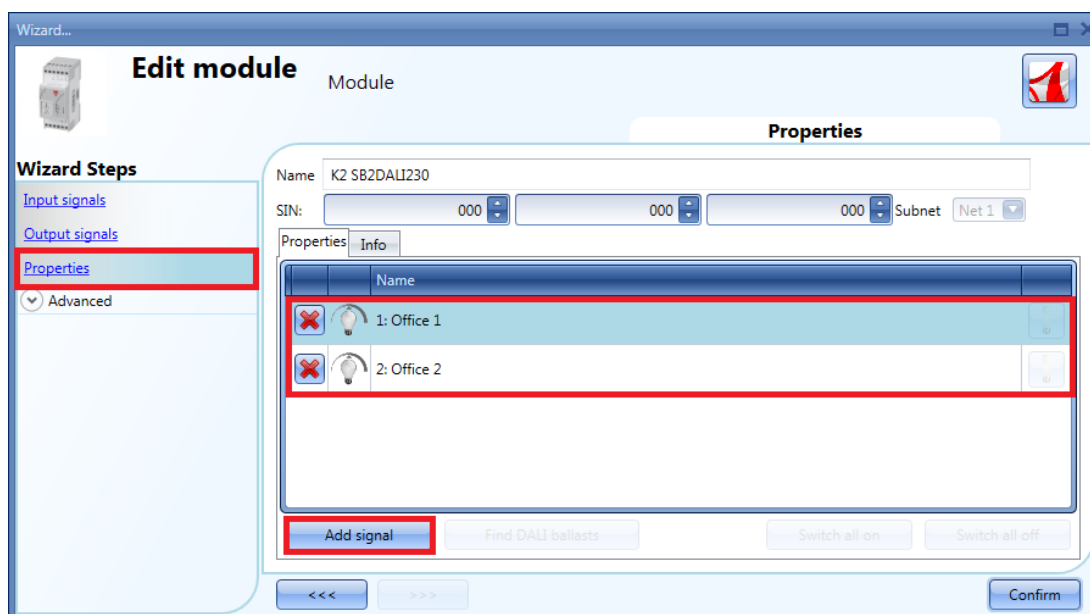 Wizard...
Edit module
Module
Properties
Wizard Steps
Input signals
Output signals
Properties
Advanced
Name K2 SB2DALI230
SIN: 000 000 000 Subnet Net 1
Properties Info
Name
1: Office 1
2: Office 2
Add signal Find DALI ballasts Switch all on Switch all off
<<< >>> Confirm